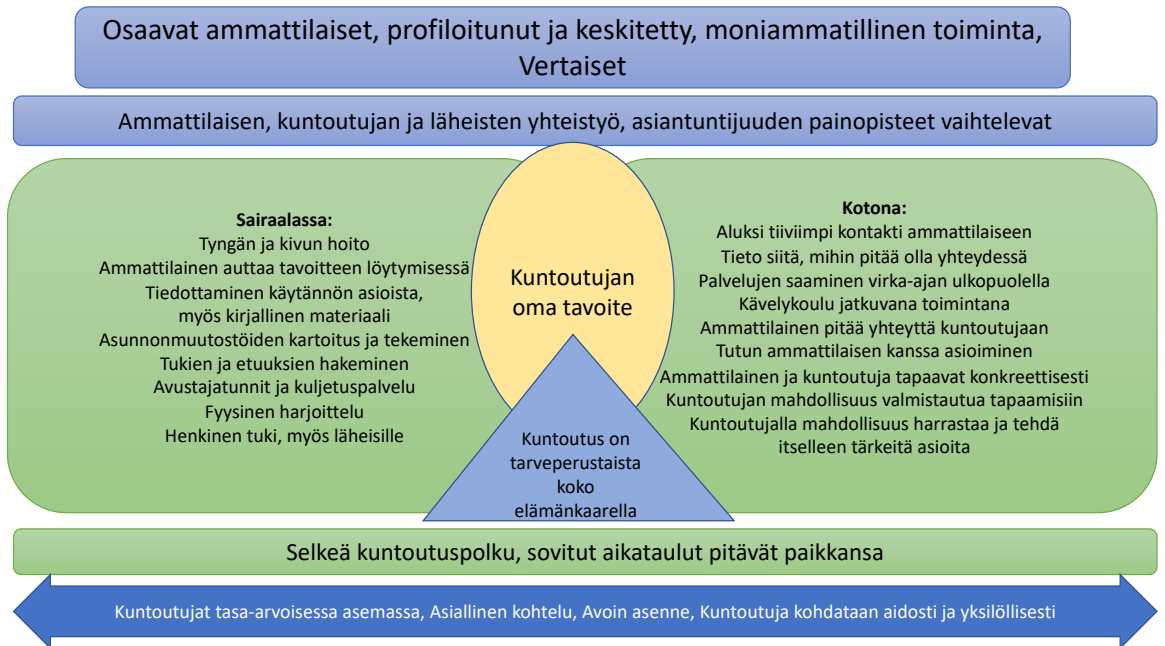 Osaavat ammattilaiset, profiloitunut ja keskitetty, moniammatillinen toiminta,
Vertaiset
Ammattilaisen, kuntoutujan ja läheisten yhteistyö, asiantuntijuuden painopisteet vaihtelevat
Sairaalassa:
Tyngän ja kivun hoito
Ammattilainen auttaa tavoitteen löytymisessä
Tiedottaminen käytännön asioista,
myös kirjallinen materiaali
Asunnonmuutostöiden kartoitus ja tekeminen
Tukien ja etuuksien hakeminen
Avustajatunnit ja kuljetuspalvelu
Fyysinen harjoittelu
Henkinen tuki, myös läheisille
Kuntoutujan
oma tavoite
Kuntoutus on
tarveperustaista
koko
elämänkaarella
Kotona:
Aluksi tiiviimpi kontakti ammattilaiseen
Tieto siitä, mihin pitää olla yhteydessä
Palvelujen saaminen virka-ajan ulkopuolella
Kävelykoulu jatkuvana toimintana
Ammattilainen pitää yhteyttä kuntoutujaan
Tutun ammattilaisen kanssa asioiminen
Ammattilainen ja kuntoutuja tapaavat konkreettisesti
Kuntoutujan mahdollisuus valmistautua tapaamisiin
Kuntoutujalla mahdollisuus harrastaa ja tehdä
itselleen tärkeitä asioita
Selkeä kuntoutuspolku, sovitut aikataulut pitävät paikkansa
Kuntoutujat tasa-arvoisessa asemassa, Asiallinen kohtelu, Avoin asenne, Kuntoutuja kohdataan aidosti ja yksilöllisesti